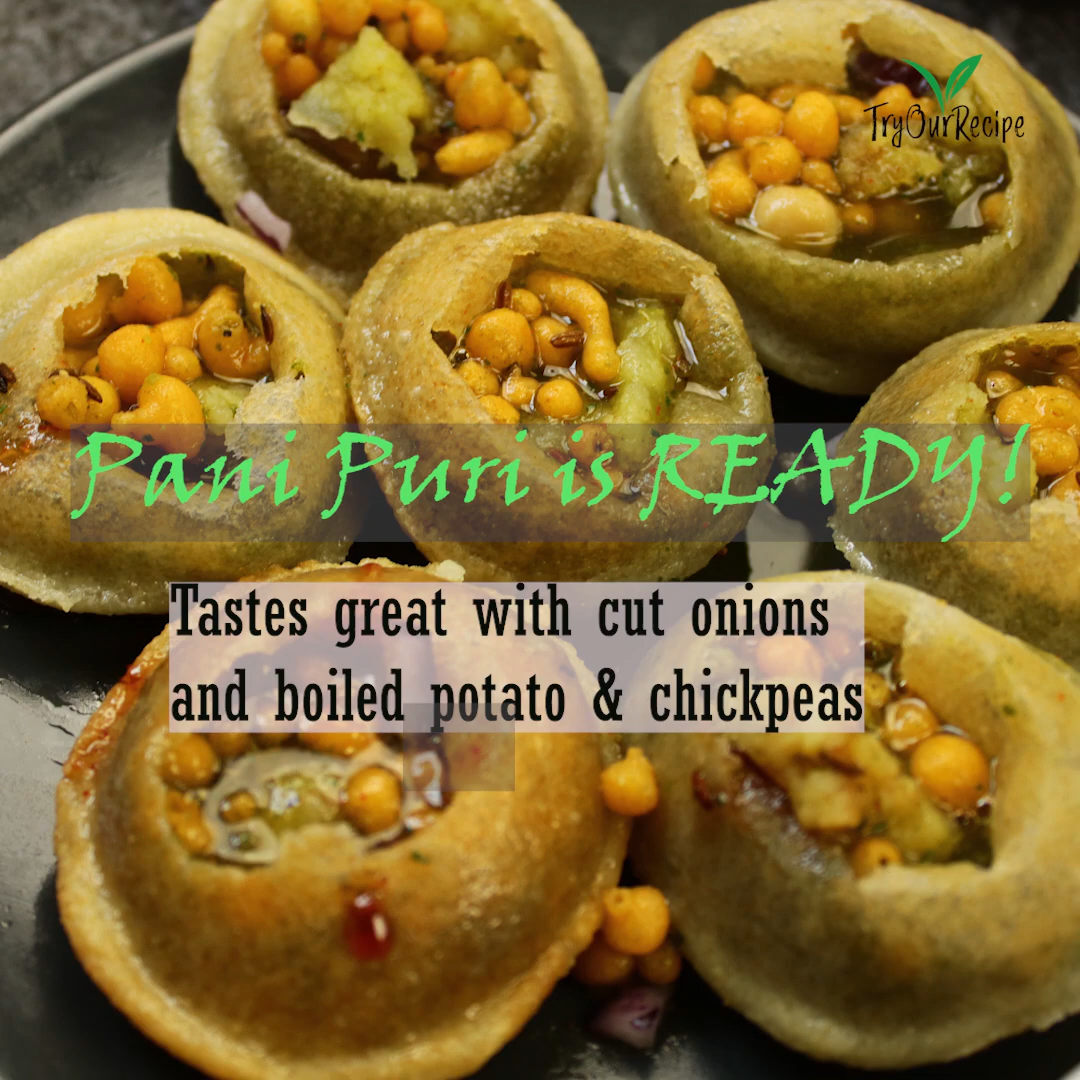 TryOurRecipe
Pani Puri is READY!
Tastes great with cut onions
and boiled potato & chickpeas